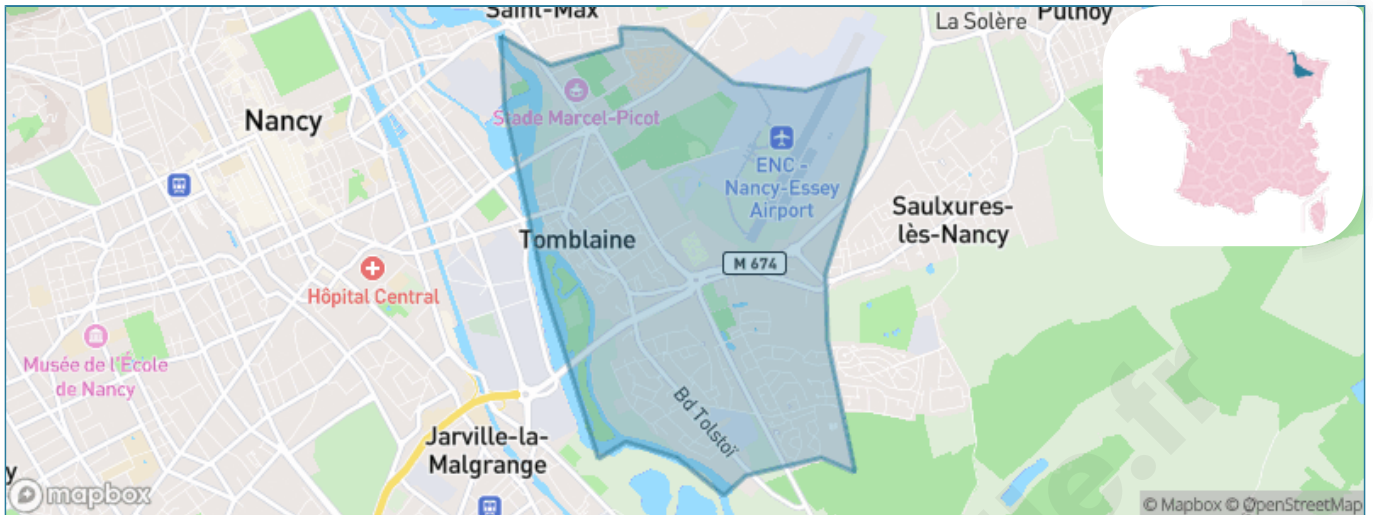 Saint-Max
La Solère
Pulnoy
Nancy
Stade Marcel-Picot
ENC -
Nancy-Essey
Airport
Saulxures-
lès-Nancy
Tomblaine
M 674
Hôpital Central
Musée de l'École
de Nancy
Bd Tolstoï
Jarville-la-
Malgrange
y
mapbox
© Mapbox © OpenStreetMap